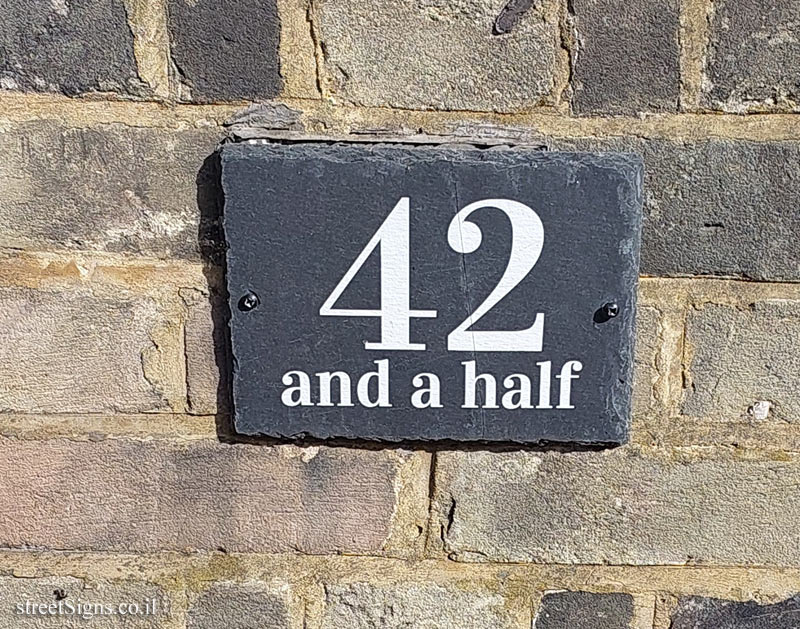 42
and a half
streetSigns.co.il